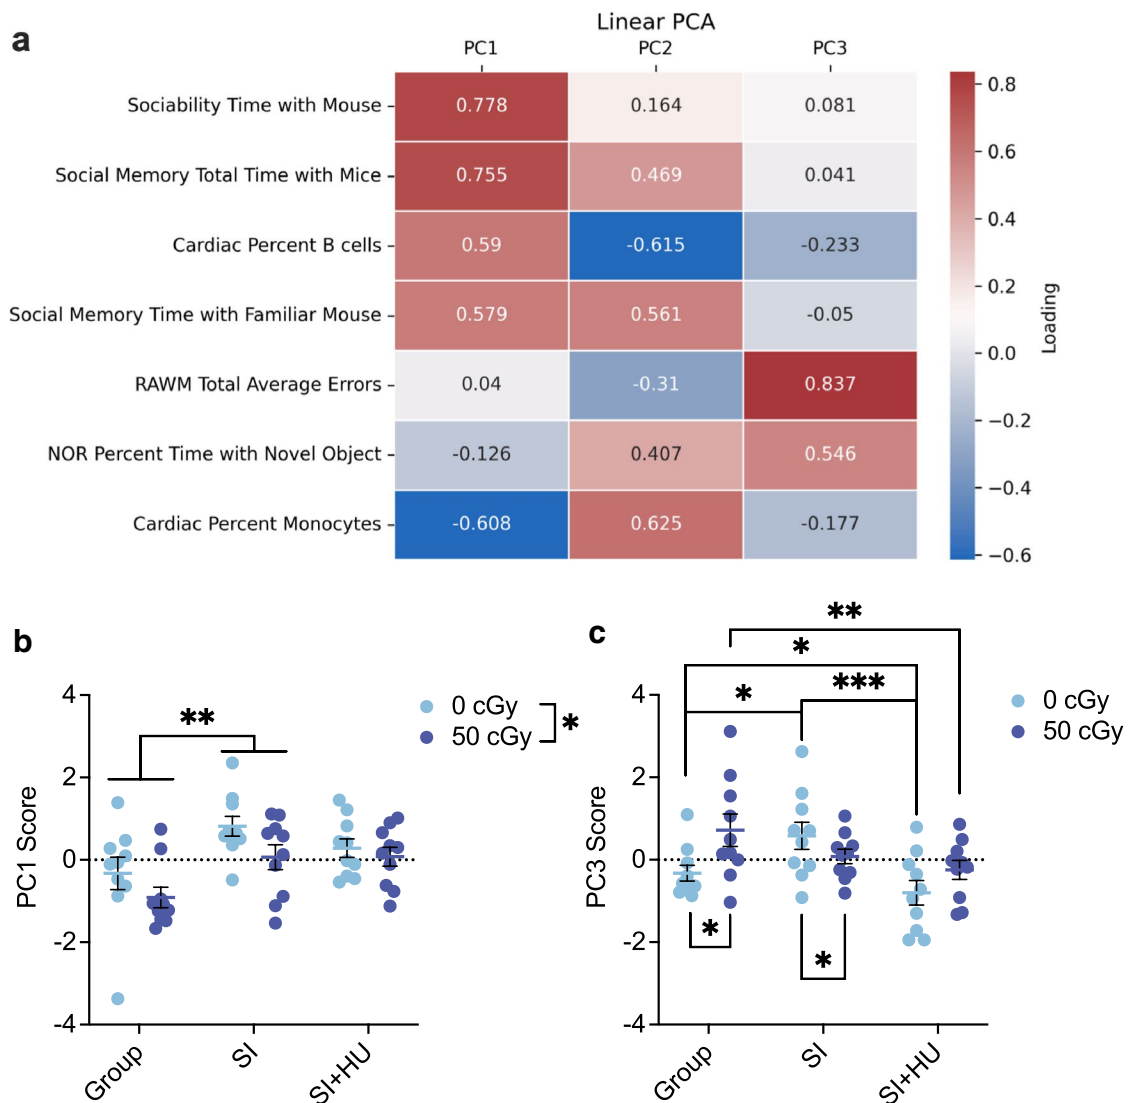 a
Linear PCA
PC1 PC2 PC3
Sociability Time with Mouse 0.778 0.164 0.081
Social Memory Total Time with Mice 0.755 0.469 0.041
Cardiac Percent B cells 0.59 -0.615 -0.233
Social Memory Time with Familiar Mouse 0.579 0.561 -0.05
RAWM Total Average Errors 0.04 -0.31 0.837
NOR Percent Time with Novel Object -0.126 0.407 0.546
Cardiac Percent Monocytes -0.608 0.625 -0.177
0.8
0.6
0.4
0.2
0.0
−0.2
−0.4
−0.6
Loading
b
PC1 Score
4
2
0
-2
-4
**
0 cGy
50 cGy
*
Group
SI
SI+HU
c
PC3 Score
4
2
0
-2
-4
**
*
*
***
*
*
0 cGy
50 cGy
Group
SI
SI+HU